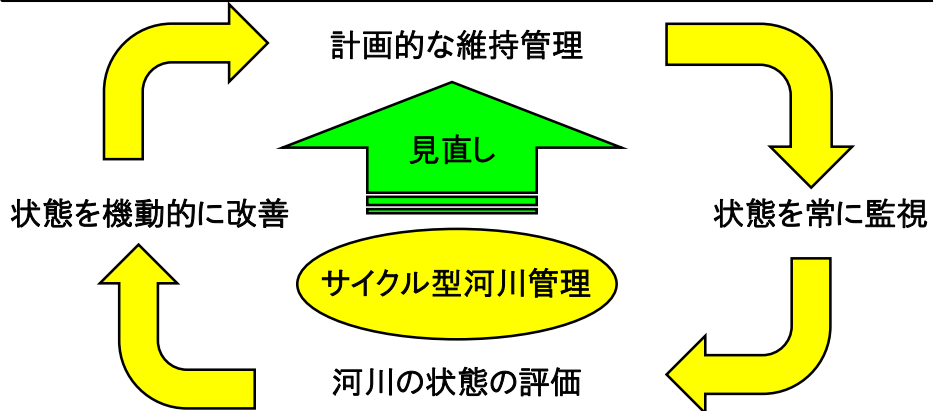 計画的な維持管理
見直し
状態を機動的に改善
状態を常に監視
サイクル型河川管理
河川の状態の評価